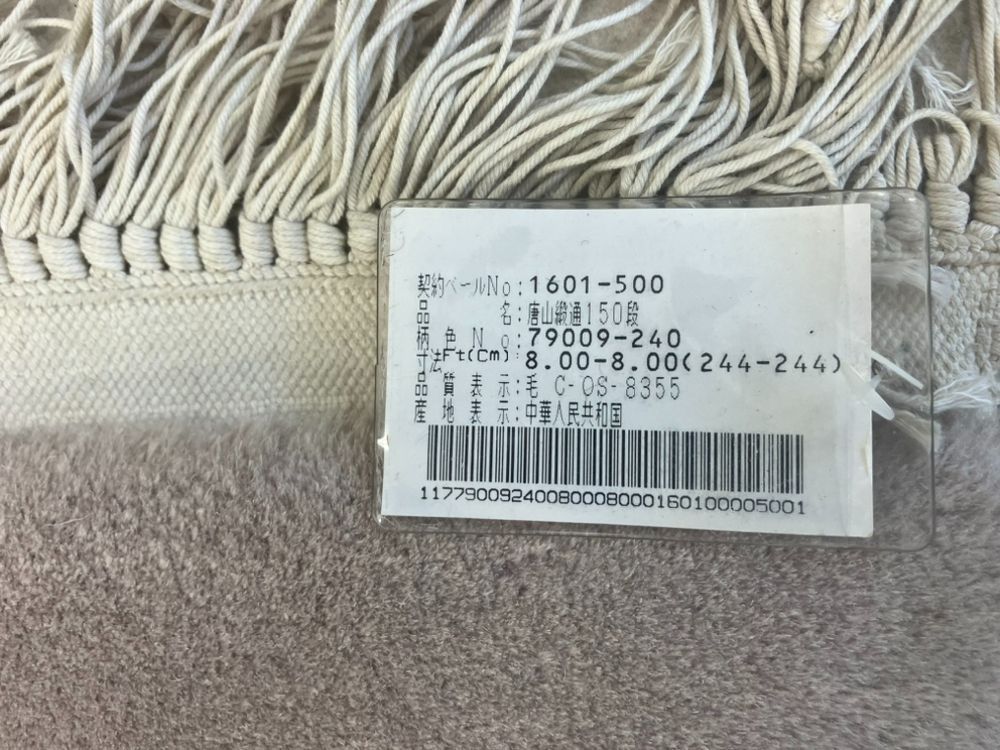 契約ベールNo:1601-500
品名:唐山緞通150段
柄色No:79009-240
寸法Ft(Cm):8.00-8.00(244-244)
品質表示:毛 C-OS-8355
産地表示:中華人民共和国
11779009240080008000160100005001